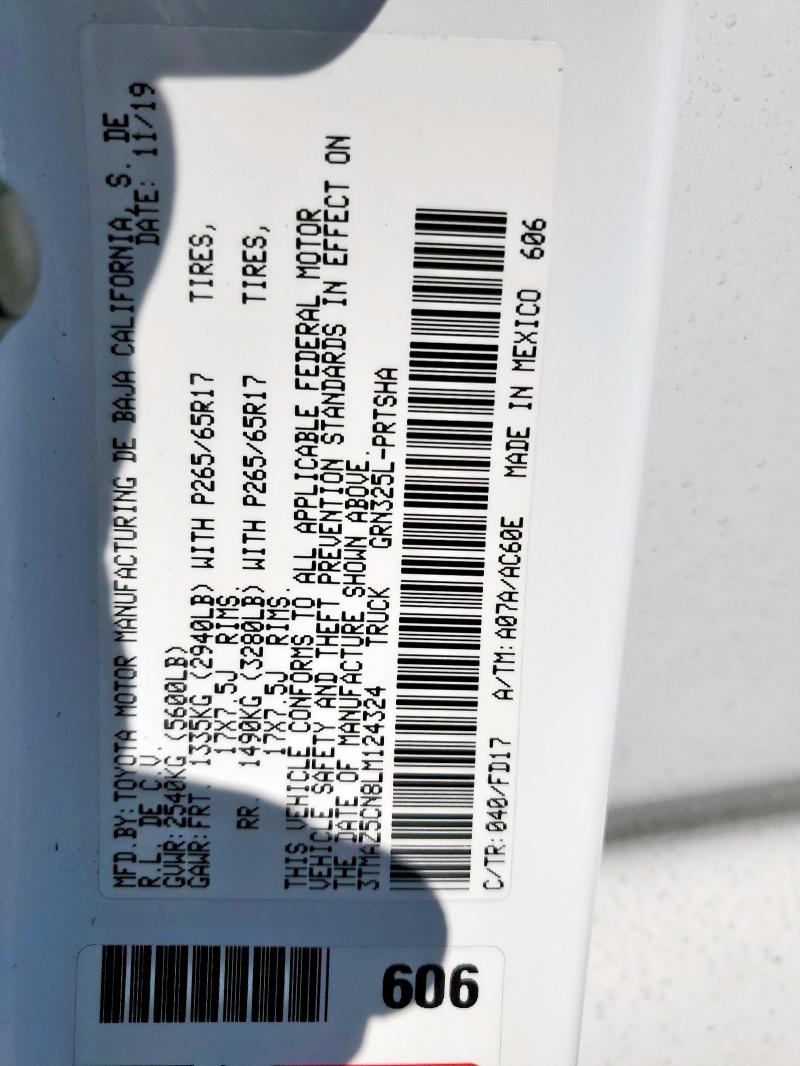 MFD.BY:TOYOTA MOTOR MANUFACTURING DE BAJA CALIFORNIA, S. DE
R.L. DE C.V. DATE: 11/19
GVWR:2540KG (5600LB)
GAWR:FRT. 1335KG (2940LB) WITH P265/65R17 TIRES,
17X7.5J RIMS.
RR. 1490KG (3280LB) WITH P265/65R17 TIRES,
17X7.5J RIMS.
THIS VEHICLE CONFORMS TO ALL APPLICABLE FEDERAL MOTOR
VEHICLE SAFETY AND THEFT PREVENTION STANDARDS IN EFFECT ON
THE DATE OF MANUFACTURE SHOWN ABOVE.
3TMAZ5CN8LM124324 TRUCK GRN325L-PRTSHA
C/TR:040/FD17 A/TM:A07A/AC60E MADE IN MEXICO 606
606